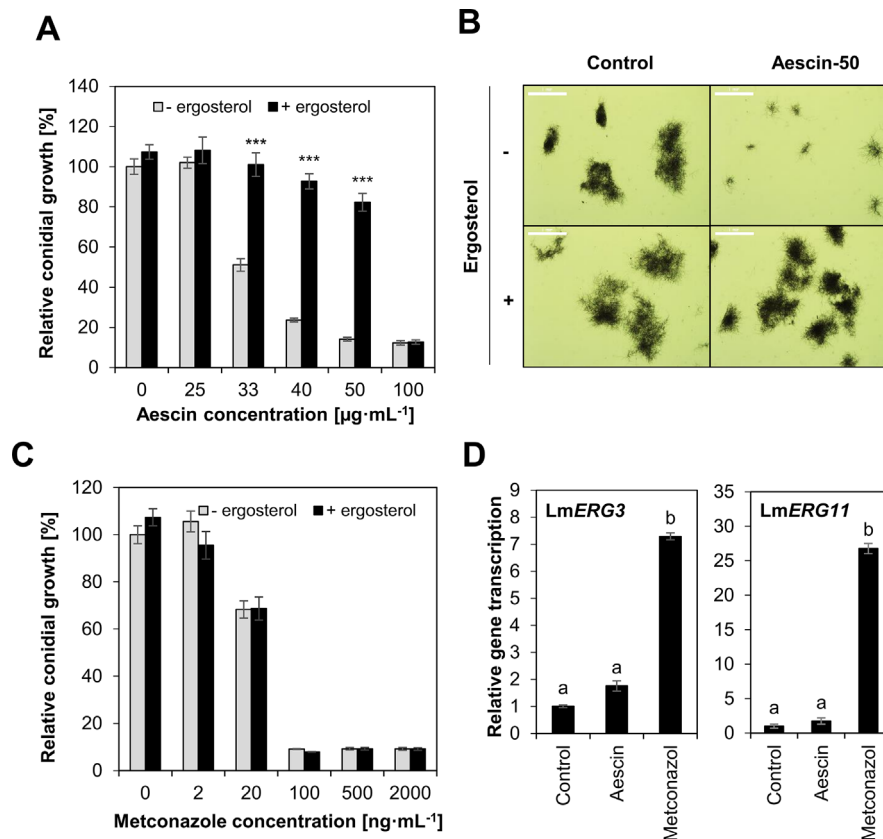 A
Relative conidial growth [%]
140
120
100
80
60
40
20
0
- ergosterol + ergosterol
***
***
***
0 25 33 40 50 100
Aescin concentration [µg·mL-1]
B
Control Aescin-50
Ergosterol
-
+
C
Relative conidial growth [%]
120
100
80
60
40
20
0
- ergosterol + ergosterol
0 2 20 100 500 2000
Metconazole concentration [ng·mL-1]
D
Relative gene transcription
9
8
7
6
5
4
3
2
1
0
LmERG3
a
a
b
Control
Aescin
Metconazol
35
30
25
20
15
10
5
0
LmERG11
a
a
b
Control
Aescin
Metconazol